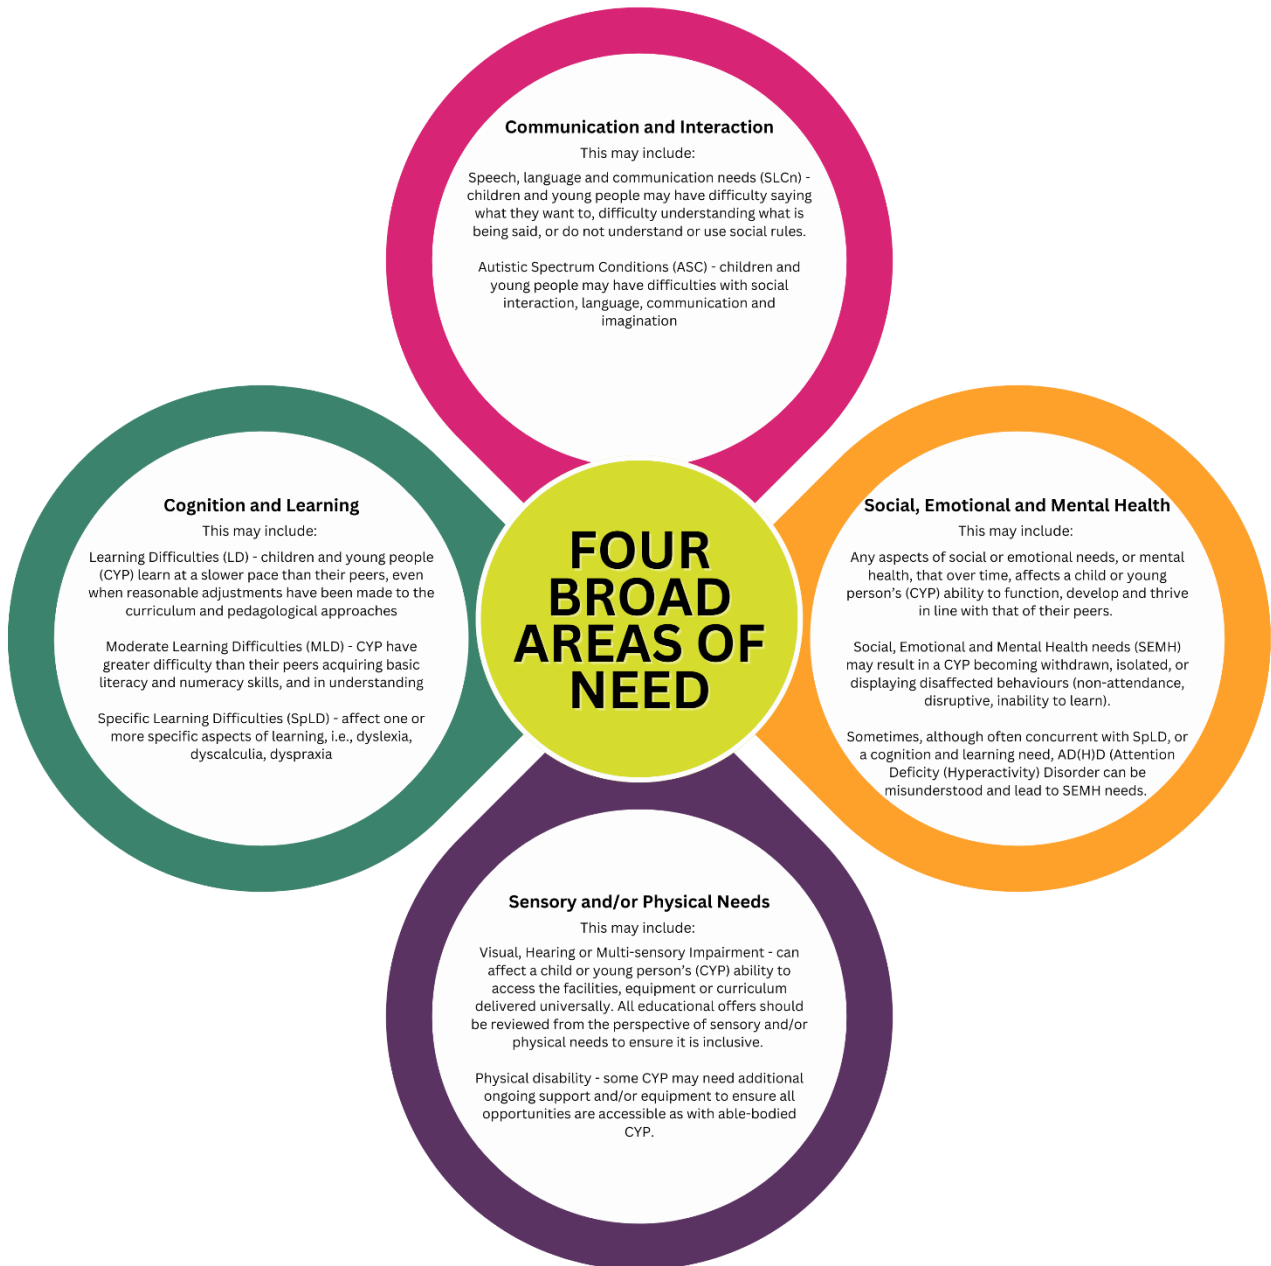 Communication and Interaction
This may include:
Speech, language and communication needs (SLCn) -
children and young people may have difficulty saying
what they want to, difficulty understanding what is
being said, or do not understand or use social rules.
Autistic Spectrum Conditions (ASC) - children and
young people may have difficulties with social
interaction, language, communication and
imagination
Cognition and Learning
This may include:
Learning Difficulties (LD) - children and young people
(CYP) learn at a slower pace than their peers, even
when reasonable adjustments have been made to the
curriculum and pedagological approaches
Moderate Learning Difficulties (MLD) - CYP have
greater difficulty than their peers acquiring basic
literacy and numeracy skills, and in understanding
Specific Learning Difficulties (SpLD) - affect one or
more specific aspects of learning, i.e., dyslexia,
dyscalculia, dyspraxia
FOUR
BROAD
AREAS OF
NEED
Social, Emotional and Mental Health
This may include:
Any aspects of social or emotional needs, or mental
health, that over time, affects a child or young
person's (CYP) ability to function, develop and thrive
in line with that of their peers.
Social, Emotional and Mental Health needs (SEMH)
may result in a CYP becoming withdrawn, isolated, or
displaying disaffected behaviours (non-attendance,
disruptive, inability to learn).
Sometimes, although often concurrent with SpLD, or
a cognition and learning need, AD(H)D (Attention
Deficity (Hyperactivity) Disorder can be
misunderstood and lead to SEMH needs.
Sensory and/or Physical Needs
This may include:
Visual, Hearing or Multi-sensory Impairment - can
affect a child or young person's (CYP) ability to
access the facilities, equipment or curriculum
delivered universally. All educational offers should
be reviewed from the perspective of sensory and/or
physical needs to ensure it is inclusive.
Physical disability - some CYP may need additional
ongoing support and/or equipment to ensure all
opportunities are accessible as with able-bodied
CYP.